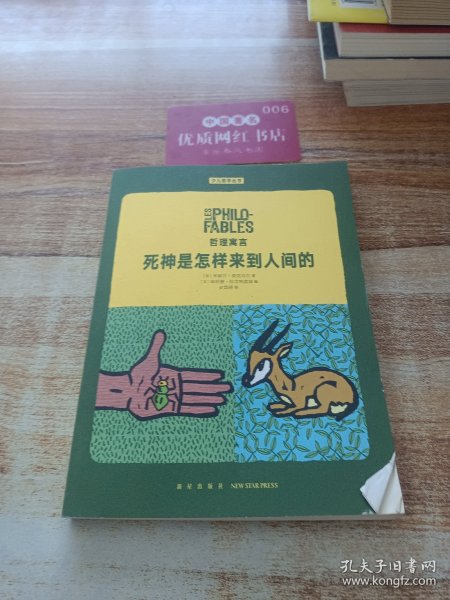 006
中国著名
优质网红书店
少儿哲学丛书
LES PHILO-
FABLES
哲理寓言
死神是怎样来到人间的
新星出版社 NEW STAR PRESS
孔夫子旧书网
www.kongfz.com